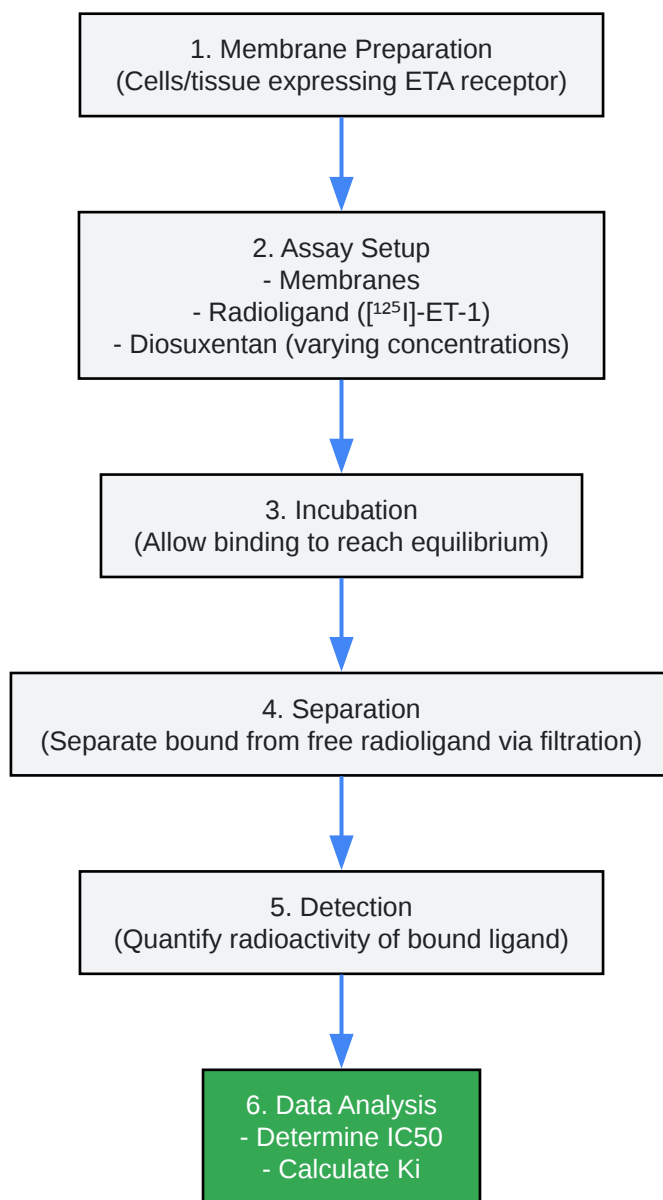 1. Membrane Preparation
(Cells/tissue expressing ETA receptor)
2. Assay Setup
- Membranes
- Radioligand ([¹²⁵I]-ET-1)
- Diosuxentan (varying concentrations)
3. Incubation
(Allow binding to reach equilibrium)
4. Separation
(Separate bound from free radioligand via filtration)
5. Detection
(Quantify radioactivity of bound ligand)
6. Data Analysis
- Determine IC50
- Calculate Ki